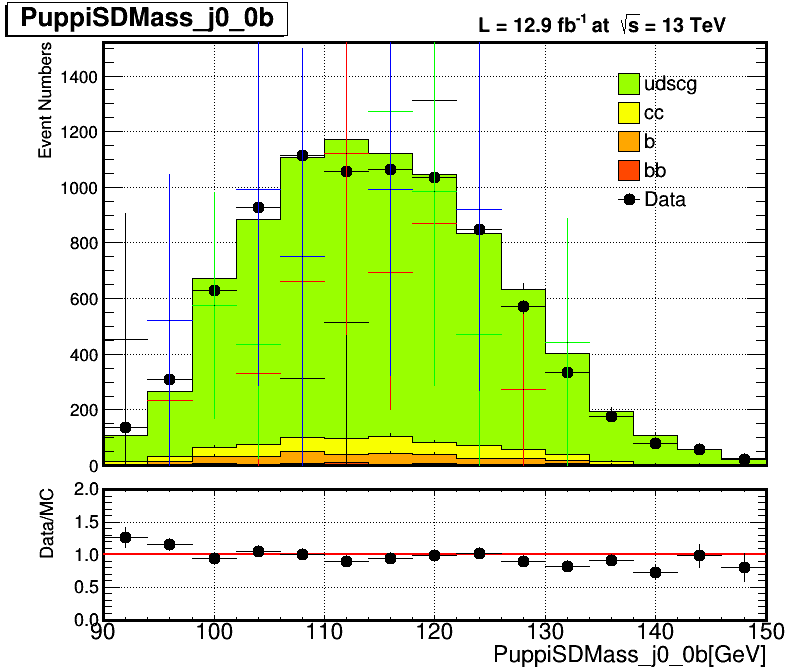 PuppiSDMass_j0_0b
L = 12.9 fb⁻¹ at √s = 13 TeV
Event Numbers
1400
1200
1000
800
600
400
200
0
udscg
cc
b
bb
Data
Data/MC
2.0
1.5
1.0
0.5
0.0
90 100 110 120 130 140 150
PuppiSDMass_j0_0b[GeV]